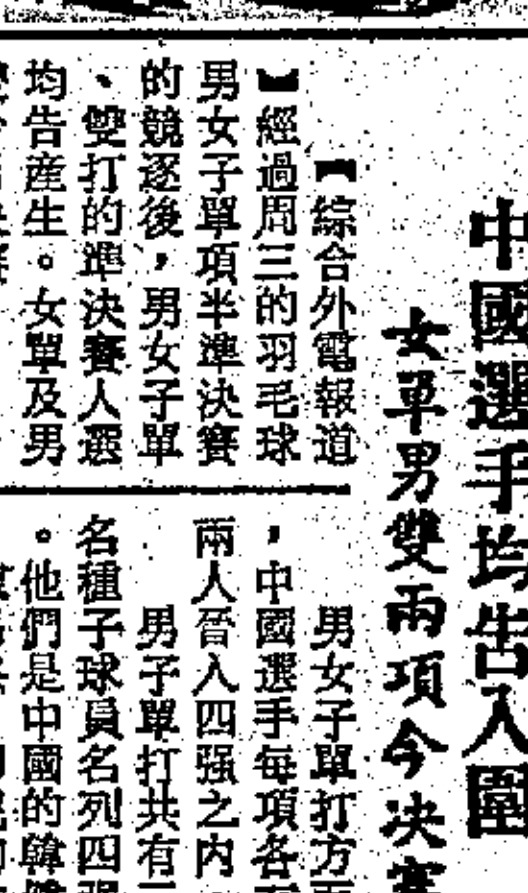 中國選手均告入圍
女單男雙兩項今决賽
【綜合外電報道
】經過周三的羽毛球
男女子單項半準決賽
的競逐後，男女子單
、雙打的準決賽人選
均告産生。女單及男
男女子單打方
，中國選手每項各
兩人晉入四强之内
男子單打共有
名種子球員名列四强
。他們是中國的韓